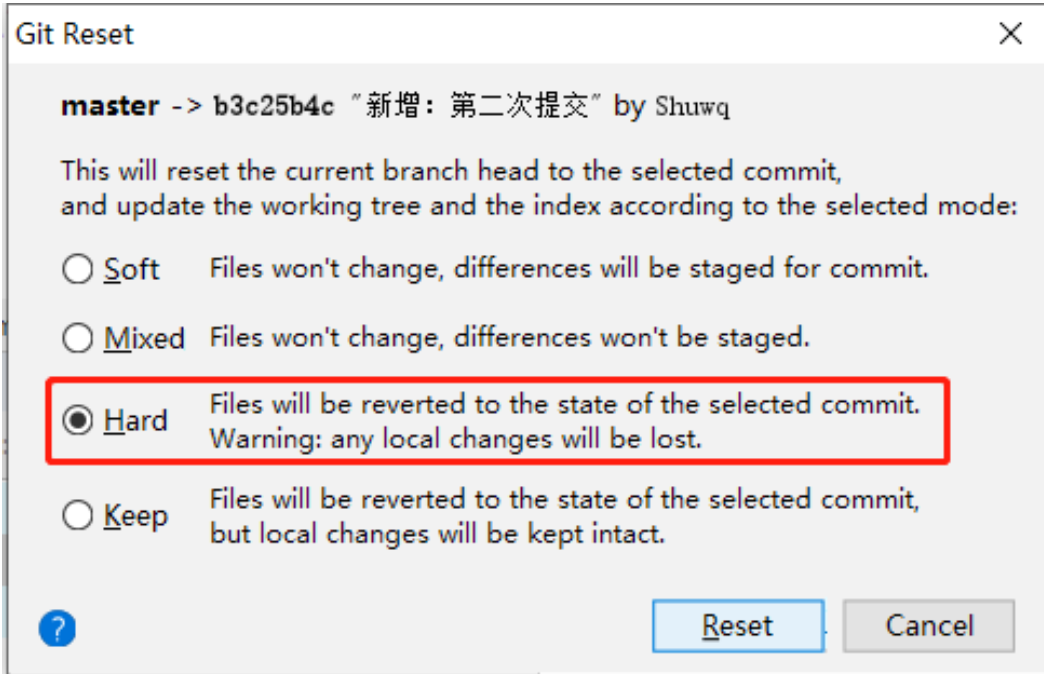 Git Reset
master -> b3c25b4c "新增：第二次提交" by Shuwq
This will reset the current branch head to the selected commit,
and update the working tree and the index according to the selected mode:
Soft Files won't change, differences will be staged for commit.
Mixed Files won't change, differences won't be staged.
Hard Files will be reverted to the state of the selected commit.
Warning: any local changes will be lost.
Keep Files will be reverted to the state of the selected commit,
but local changes will be kept intact.
? Reset Cancel